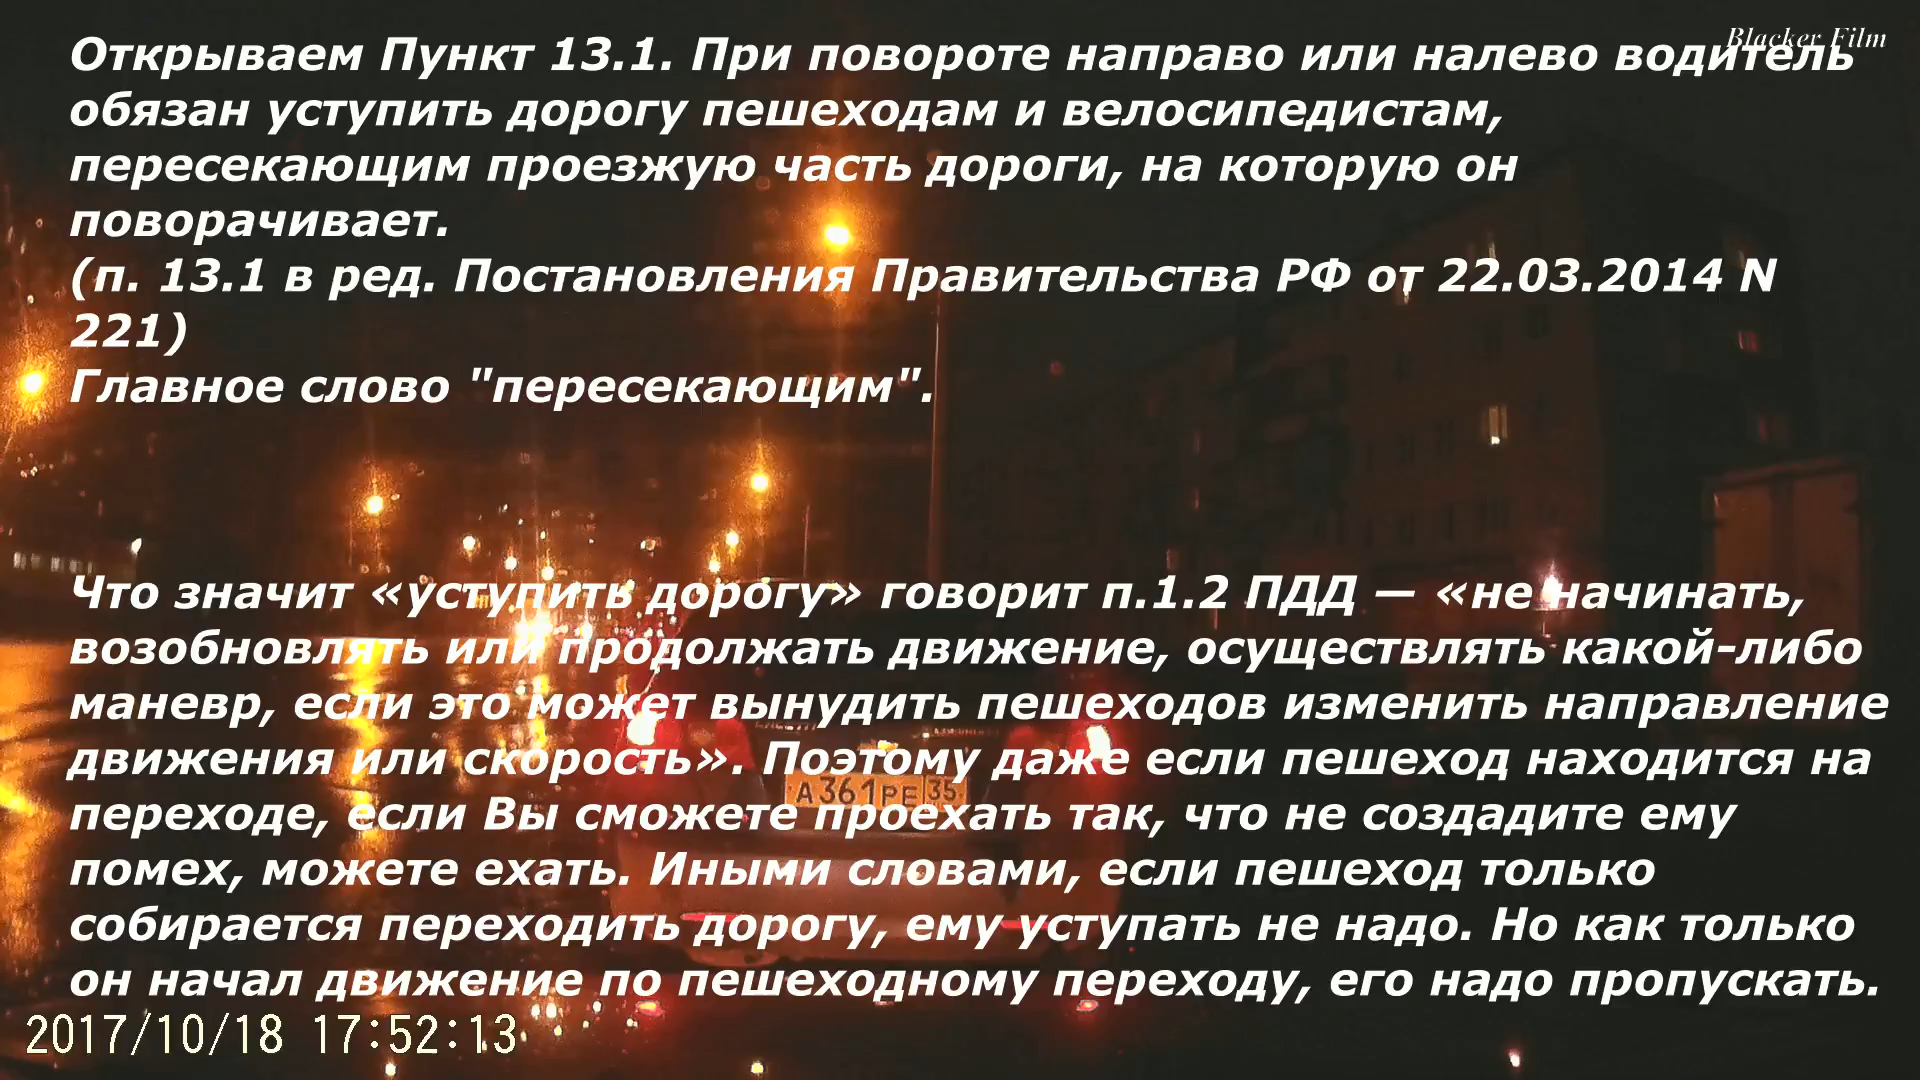 Blacker Film
Открываем Пункт 13.1. При повороте направо или налево водитель
обязан уступить дорогу пешеходам и велосипедистам,
пересекающим проезжую часть дороги, на которую он
поворачивает.
(п. 13.1 в ред. Постановления Правительства РФ от 22.03.2014 N
221)
Главное слово "пересекающим".
Что значит «уступить дорогу» говорит п.1.2 ПДД — «не начинать,
возобновлять или продолжать движение, осуществлять какой-либо
маневр, если это может вынудить пешеходов изменить направление
движения или скорость». Поэтому даже если пешеход находится на
А361РЕ 35
переходе, если Вы сможете проехать так, что не создадите ему
помех, можете ехать. Иными словами, если пешеход только
собирается переходить дорогу, ему уступать не надо. Но как только
он начал движение по пешеходному переходу, его надо пропускать.
2017/10/18 17:52:13